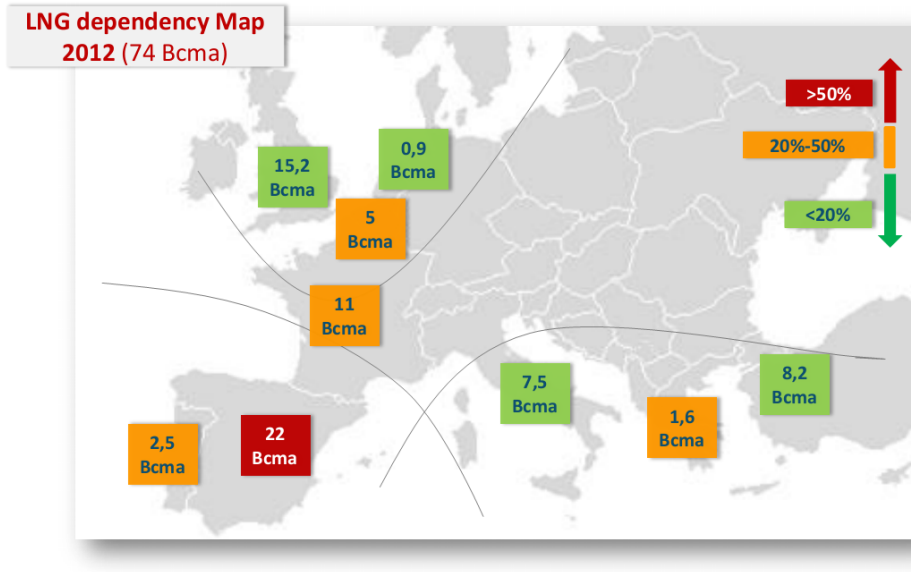 LNG dependency Map
2012 (74 Bcma)
>50%
20%-50%
<20%
15,2
Bcma
0,9
Bcma
5
Bcma
11
Bcma
7,5
Bcma
8,2
Bcma
1,6
Bcma
2,5
Bcma
22
Bcma